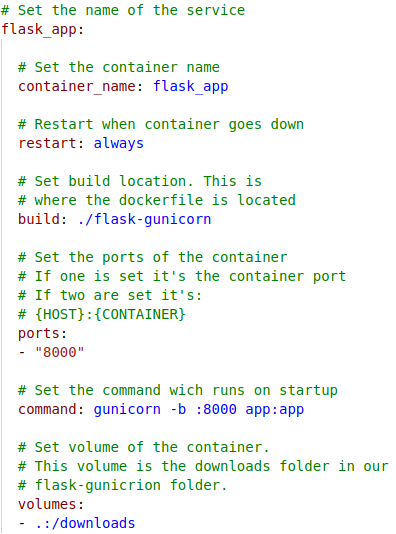 # Set the name of the service
flask_app:
# Set the container name
container_name: flask_app
# Restart when container goes down
restart: always
# Set build location. This is
# where the dockerfile is located
build: ./flask-gunicorn
# Set the ports of the container
# If one is set it's the container port
# If two are set it's:
# {HOST}:{CONTAINER}
ports:
- "8000"
# Set the command wich runs on startup
command: gunicorn -b :8000 app:app
# Set volume of the container.
# This volume is the downloads folder in our
# flask-gunicrion folder.
volumes:
- .:/downloads